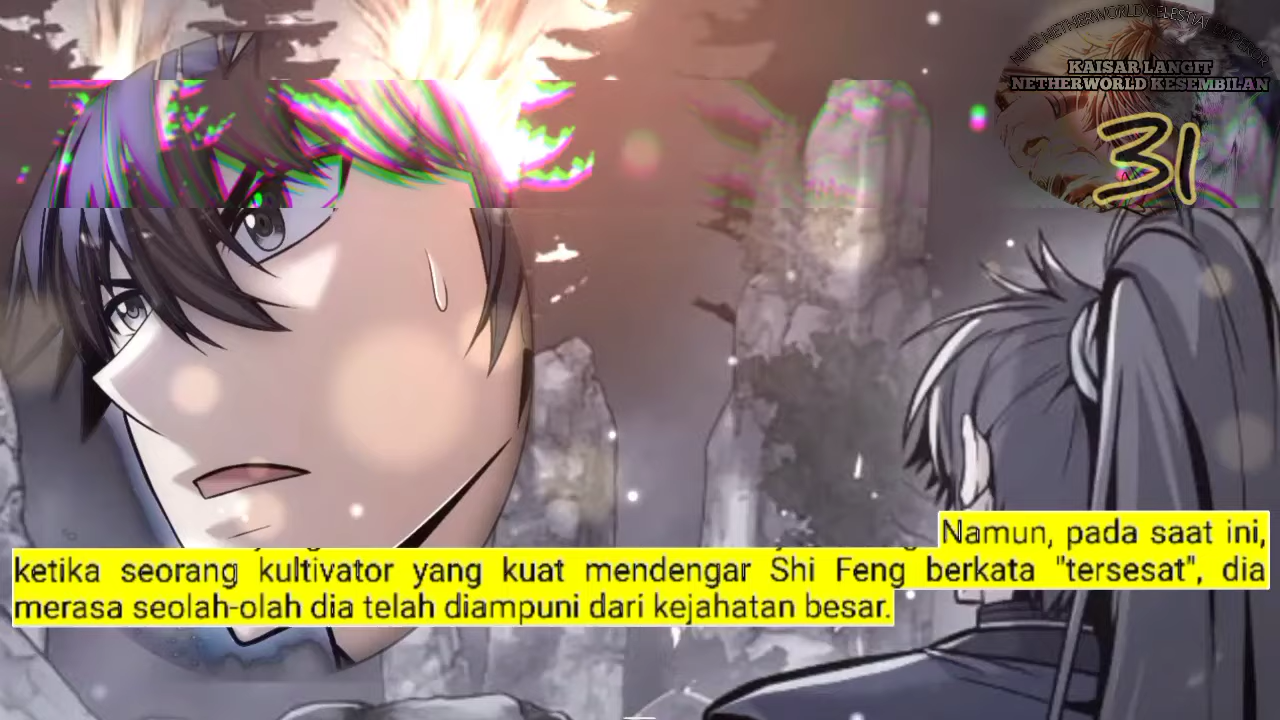 KAISAR LANGIT
NETHERWORLD KESEMBILAN
31
Namun, pada saat ini,
ketika seorang kultivator yang kuat mendengar Shi Feng berkata "tersesat", dia
merasa seolah-olah dia telah diampuni dari kejahatan besar.